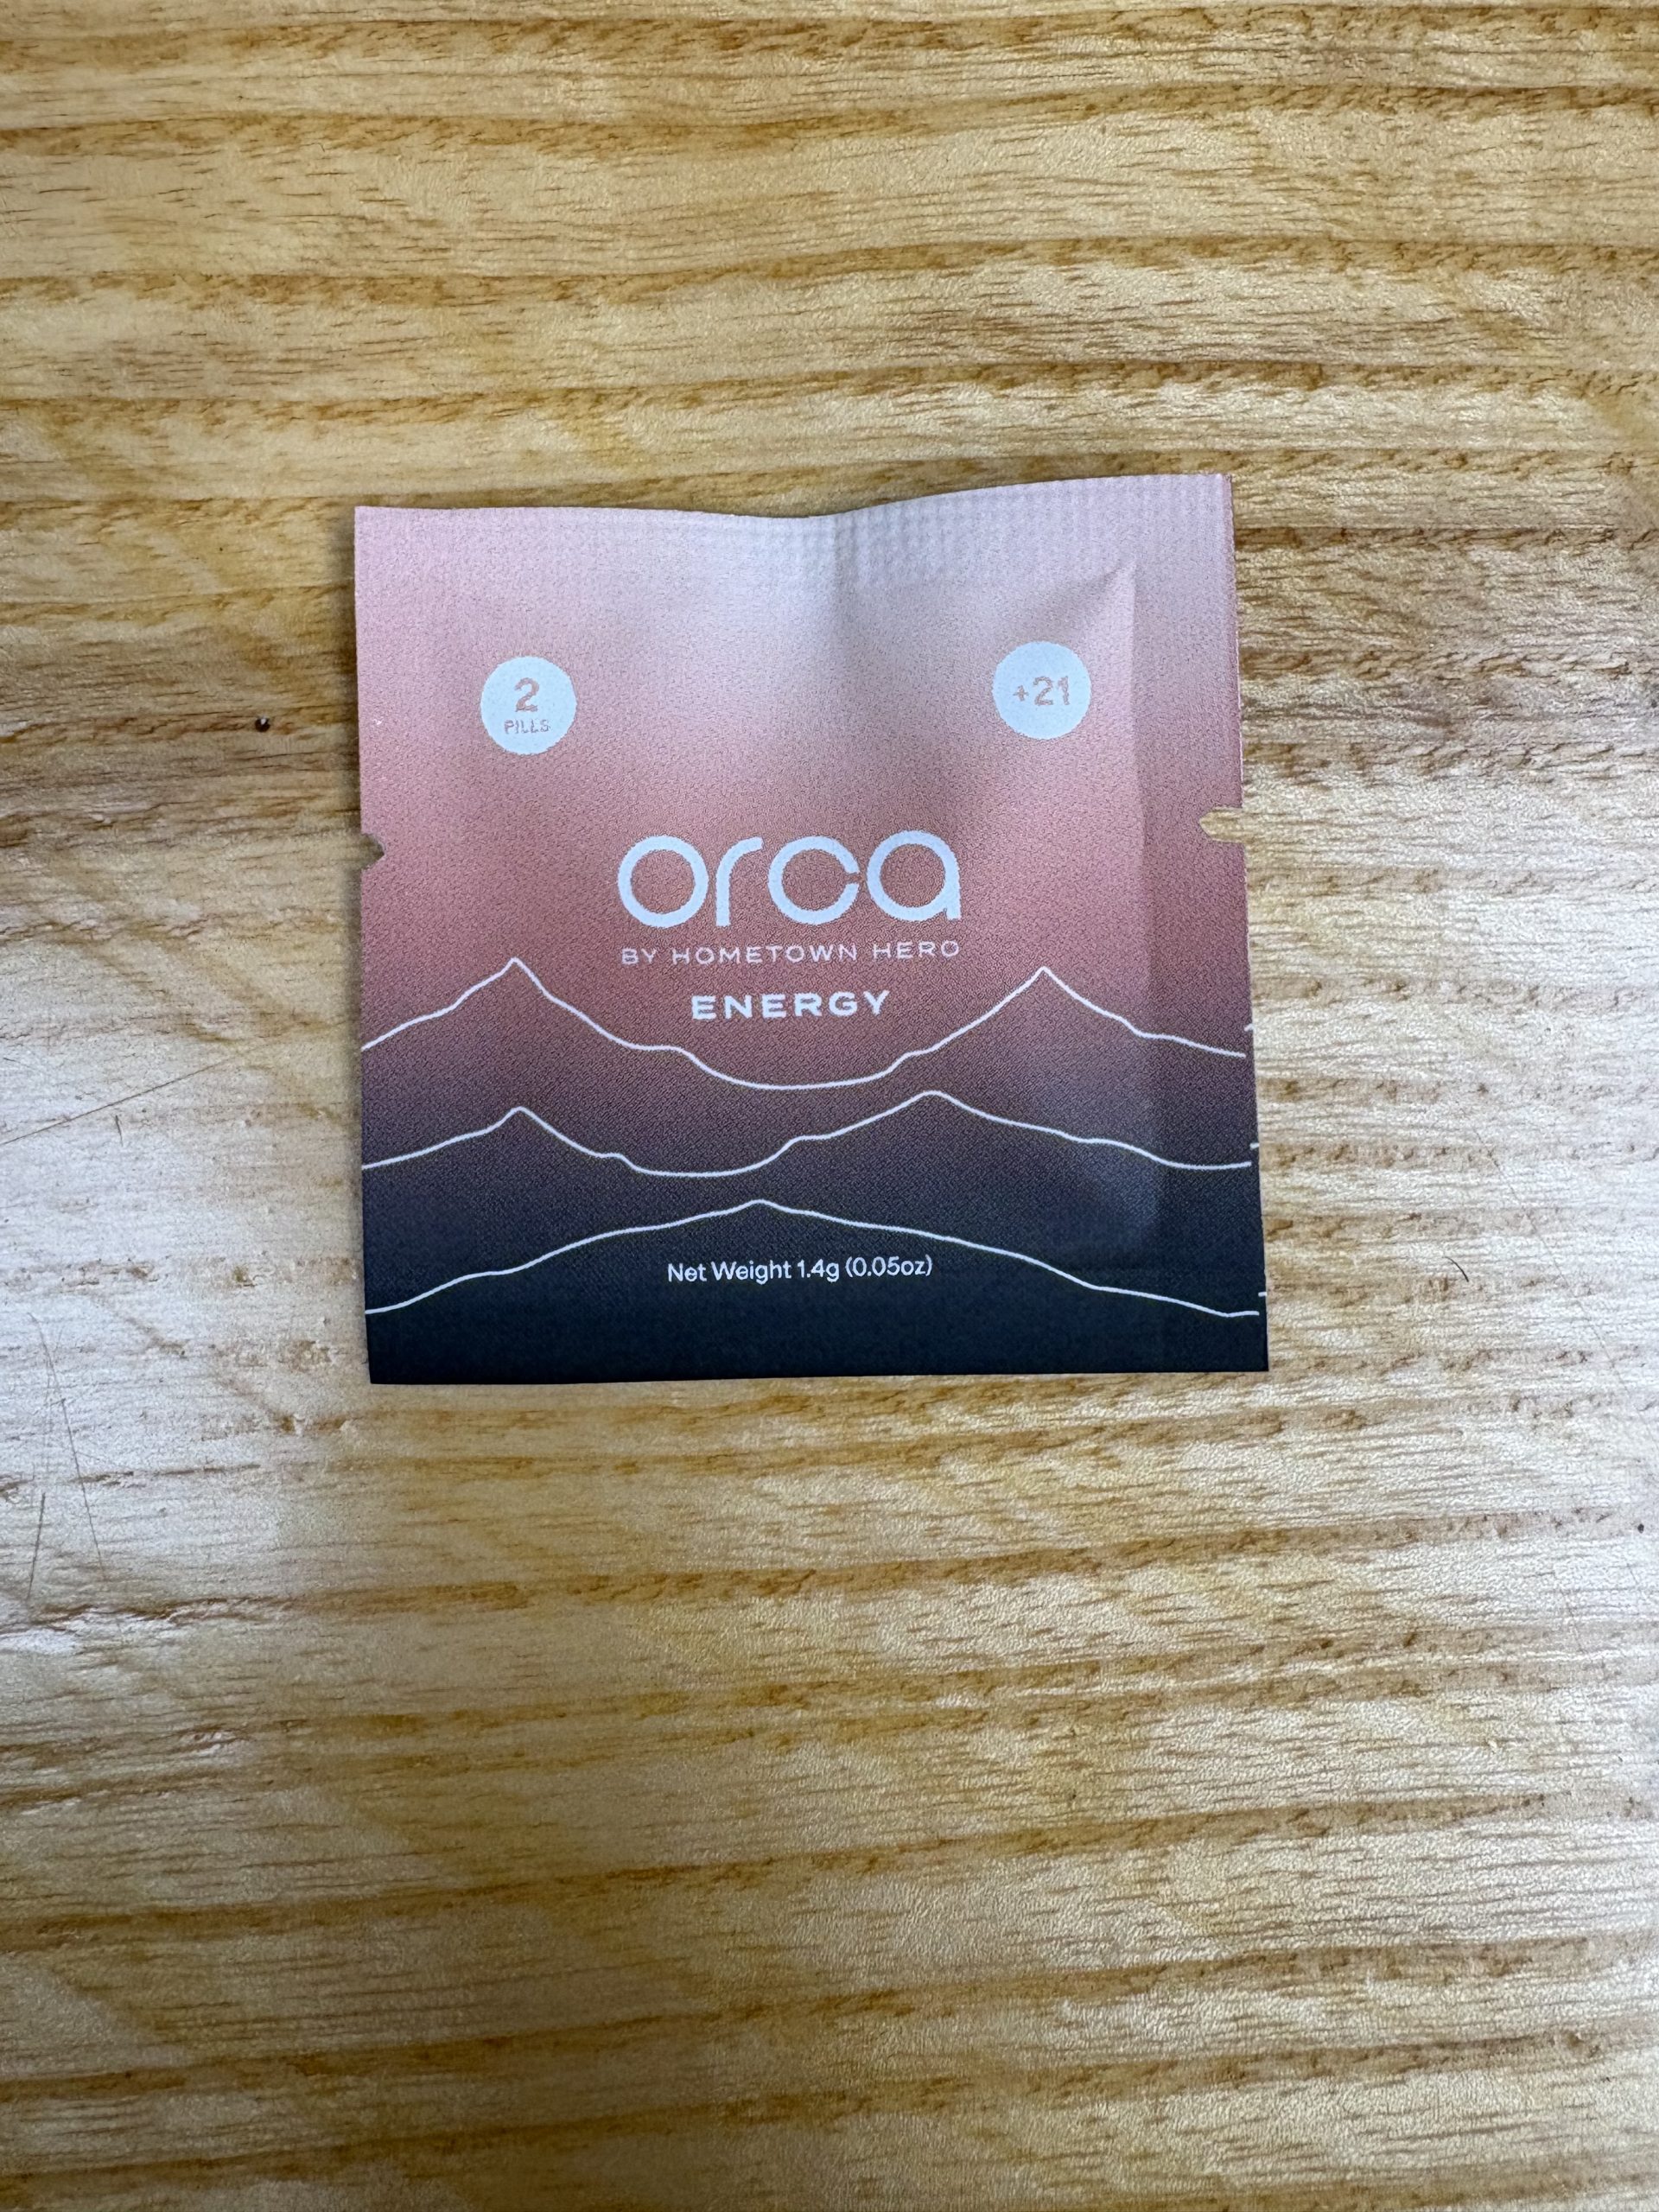 2
PILLS
+21
orca
BY HOMETOWN HERO
ENERGY
Net Weight 1.4g (0.05oz)